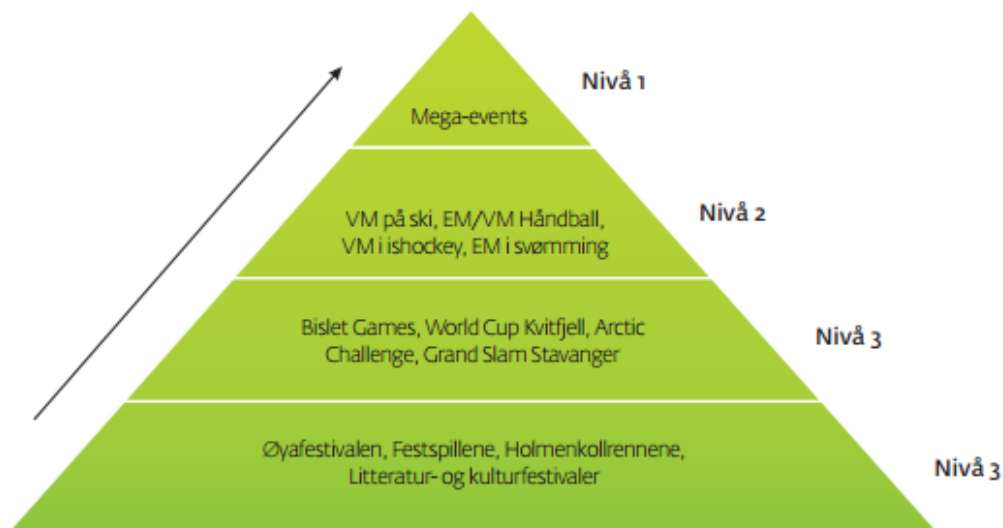 Nivå 1
Mega-events
Nivå 2
VM på ski, EM/VM Håndball,
VM i ishockey, EM i svømming
Bislet Games, World Cup Kvitfjell, Arctic
Challenge, Grand Slam Stavanger
Nivå 3
Øyafestivalen, Festspillene, Holmenkollrennene,
Litteratur- og kulturfestivaler
Nivå 3